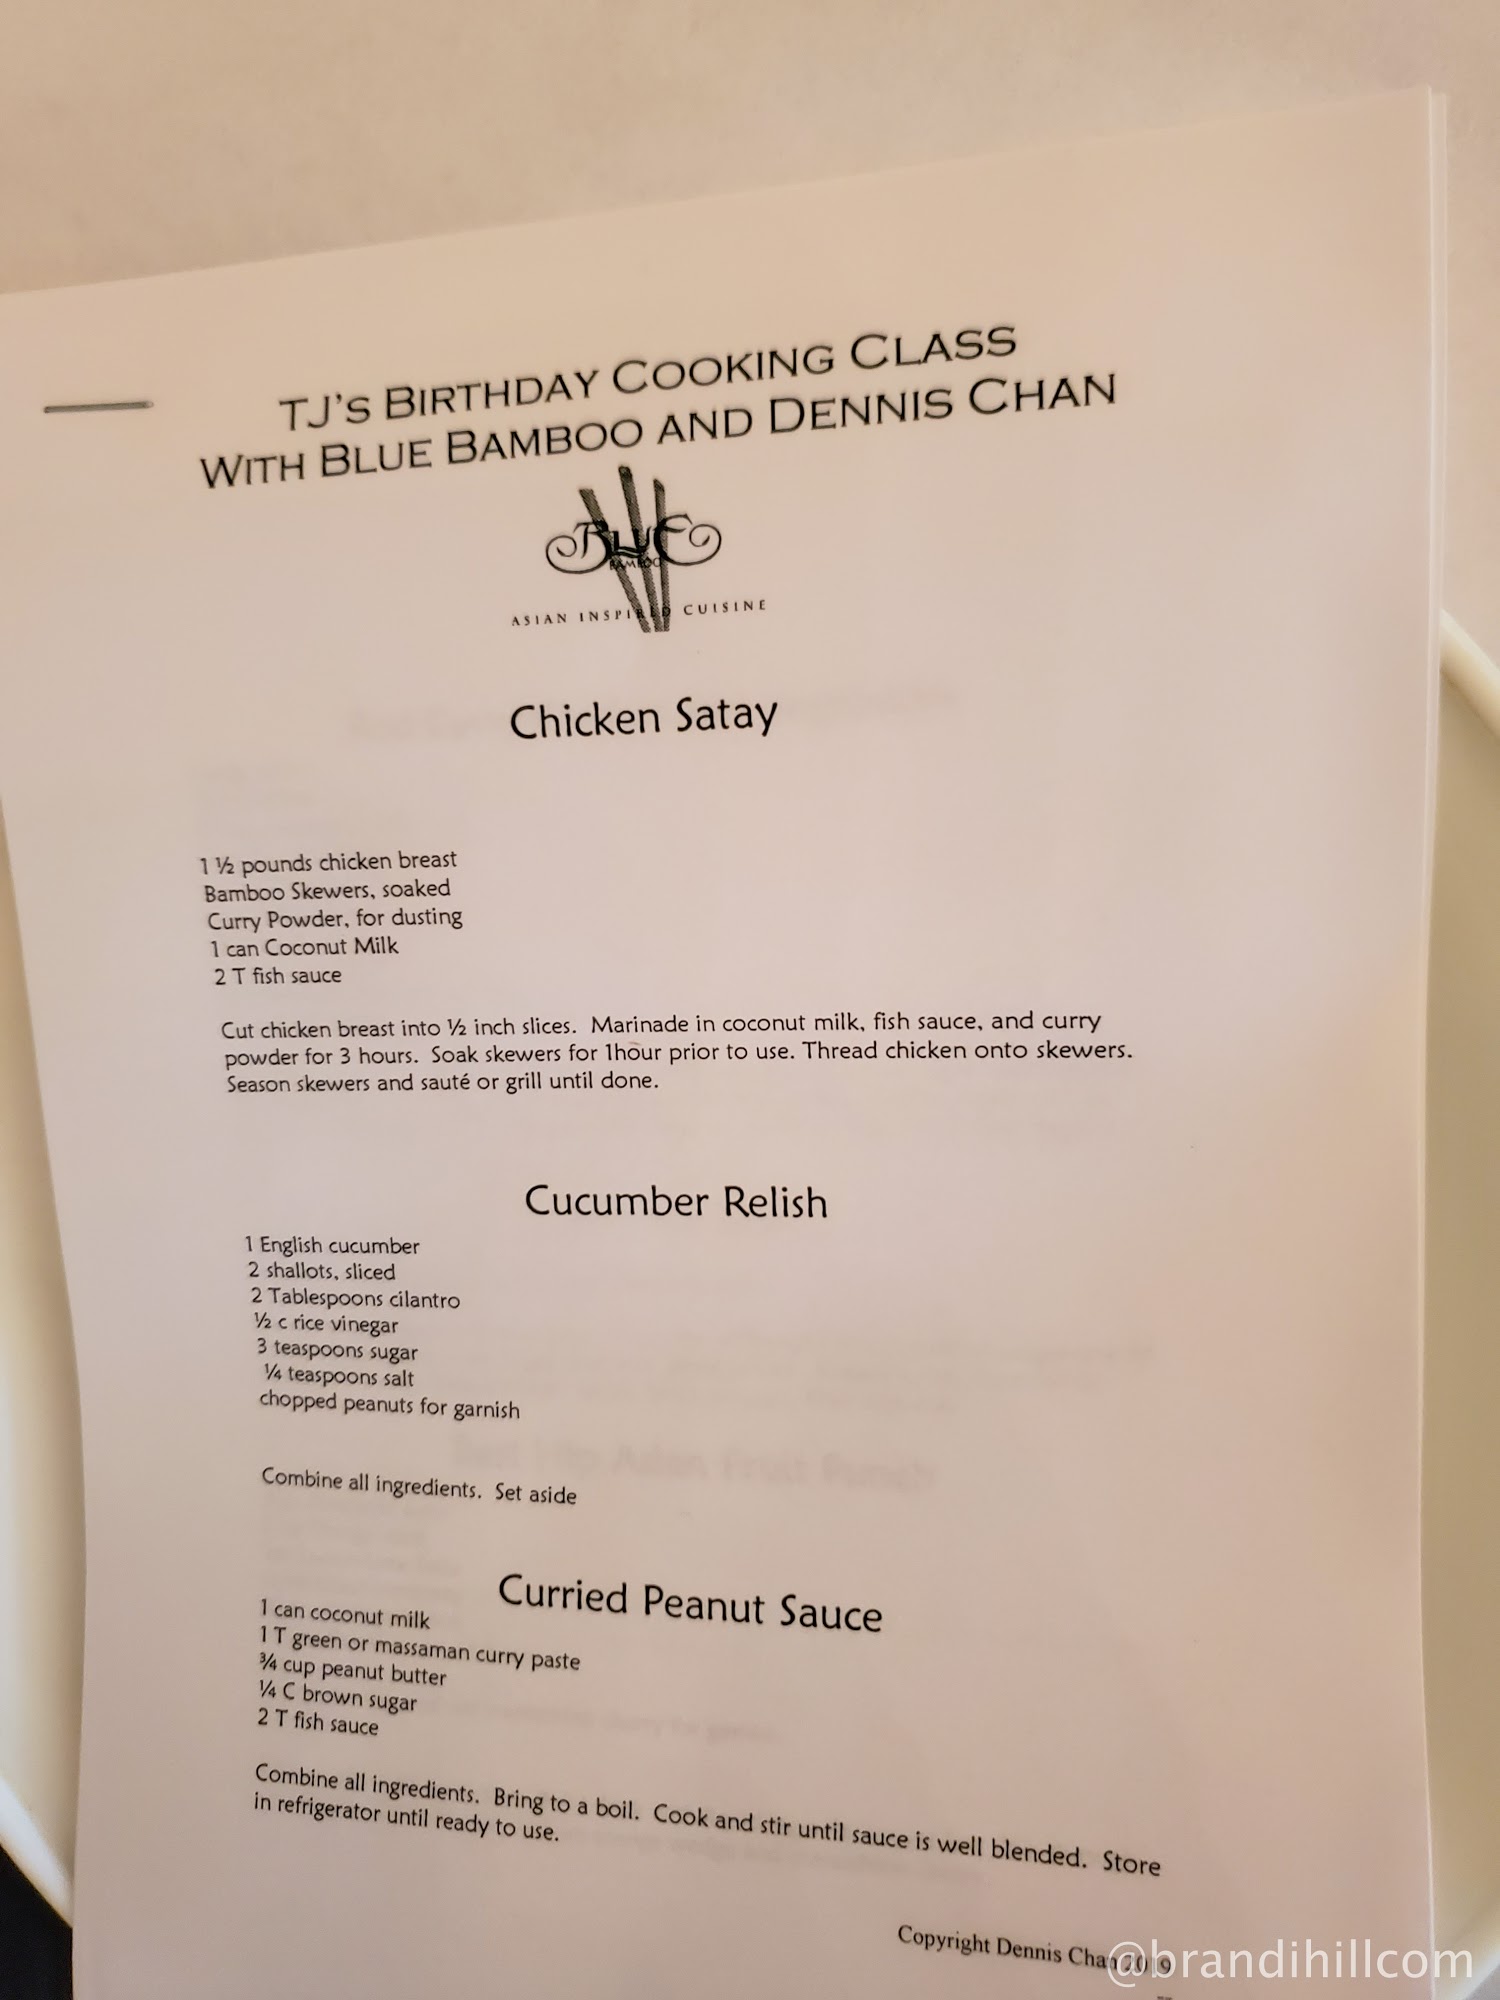 TJ's Birthday Cooking Class
With Blue Bamboo and Dennis Chan
Blue
Bamboo
Asian Inspired Cuisine
Chicken Satay
1 ½ pounds chicken breast
Bamboo Skewers, soaked
Curry Powder, for dusting
1 can Coconut Milk
2 T fish sauce
Cut chicken breast into ½ inch slices. Marinade in coconut milk, fish sauce, and curry
powder for 3 hours. Soak skewers for 1hour prior to use. Thread chicken onto skewers.
Season skewers and sauté or grill until done.
Cucumber Relish
1 English cucumber
2 shallots, sliced
2 Tablespoons cilantro
½ c rice vinegar
3 teaspoons sugar
¼ teaspoons salt
chopped peanuts for garnish
Combine all ingredients. Set aside
Curried Peanut Sauce
1 can coconut milk
1 T green or massaman curry paste
¾ cup peanut butter
¼ C brown sugar
2 T fish sauce
Combine all ingredients. Bring to a boil. Cook and stir until sauce is well blended. Store
in refrigerator until ready to use.
Copyright Dennis Chan 2019
@brandihillcom